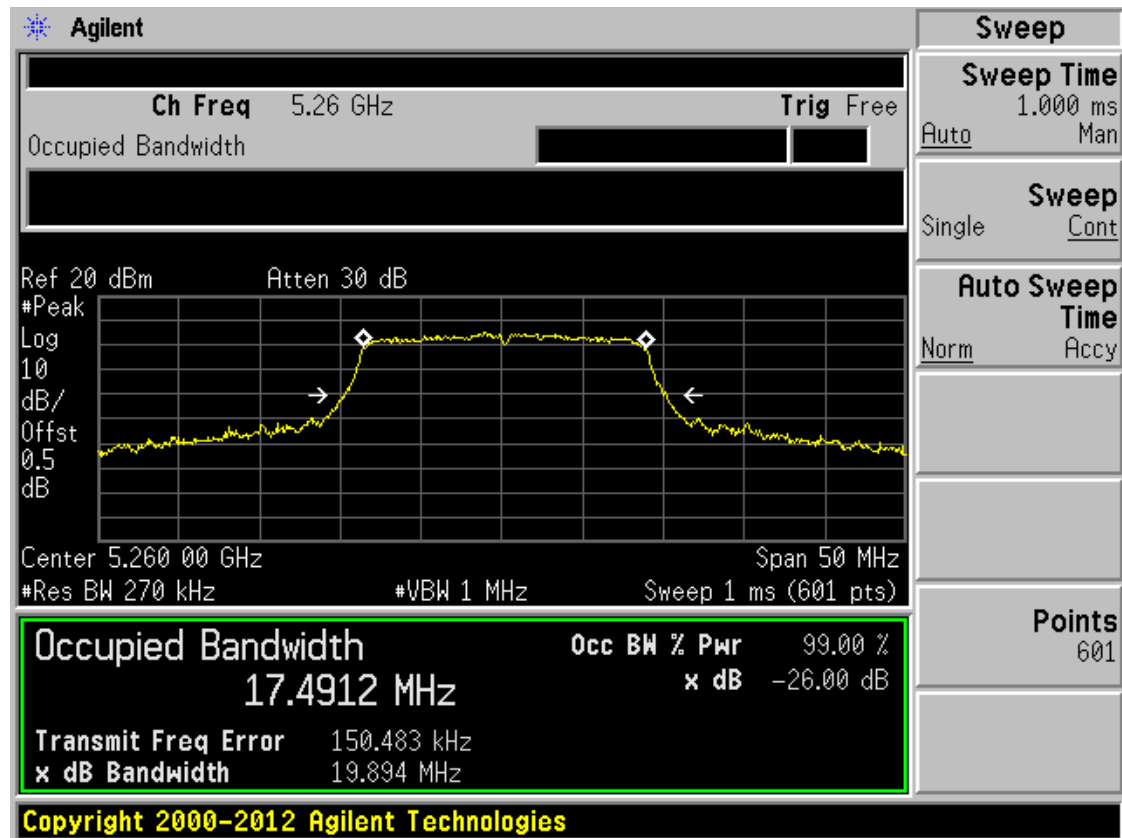 Agilent
Ch Freq 5.26 GHz Trig Free
Occupied Bandwidth
Ref 20 dBm Atten 30 dB
#Peak
Log
10
dB/
Offst
0.5
dB
Center 5.260 00 GHz Span 50 MHz
#Res BW 270 kHz #VBW 1 MHz Sweep 1 ms (601 pts)
Occupied Bandwidth
17.4912 MHz
Occ BW % Pwr 99.00 %
x dB -26.00 dB
Transmit Freq Error 150.483 kHz
x dB Bandwidth 19.894 MHz
Copyright 2000-2012 Agilent Technologies
Sweep
Sweep Time
1.000 ms
Auto Man
Sweep
Single Cont
Auto Sweep
Time
Norm Accy
Points
601